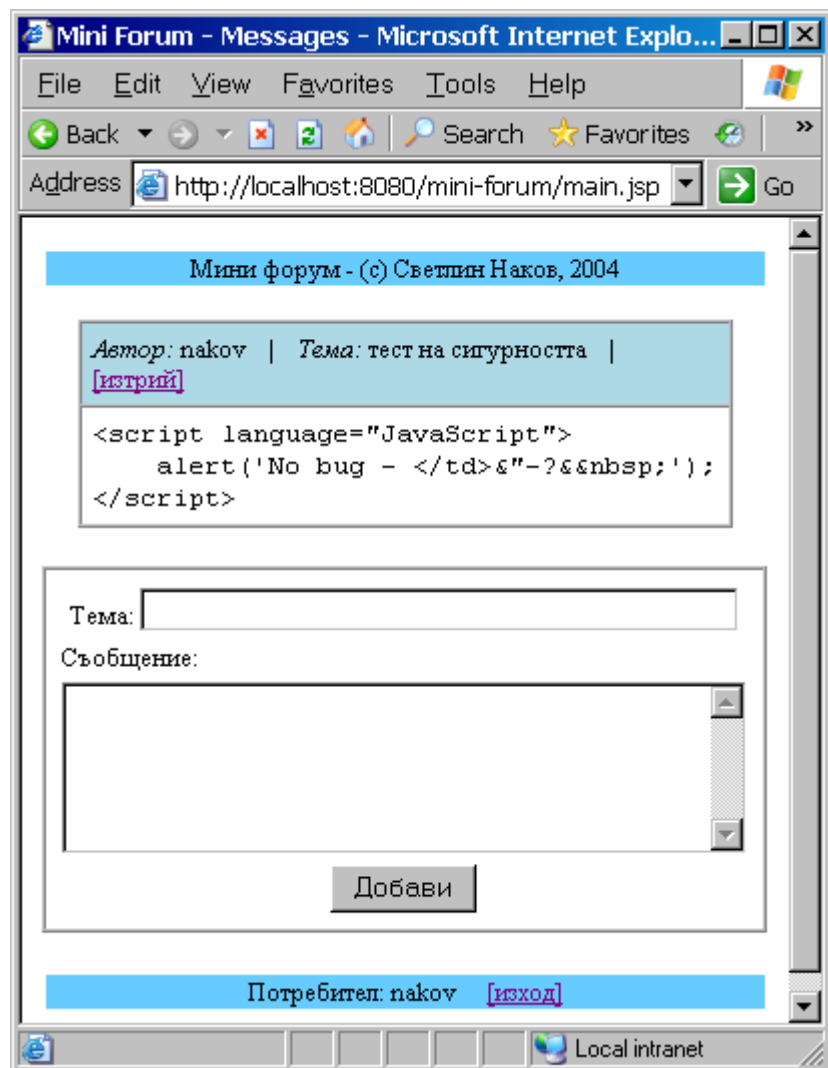 Mini Forum - Messages - Microsoft Internet Explo...
File Edit View Favorites Tools Help
Back Search Favorites »
Address http://localhost:8080/mini-forum/main.jsp Go
Мини форум - (c) Светлин Наков, 2004
Автор: nakov | Тема: тест на сигурността |
[изтрий]
<script language="JavaScript">
    alert('No bug - </td>&"-?&&nbsp;');
</script>
Тема:
Съобщение:
Добави
Потребител: nakov [изход]
Local intranet